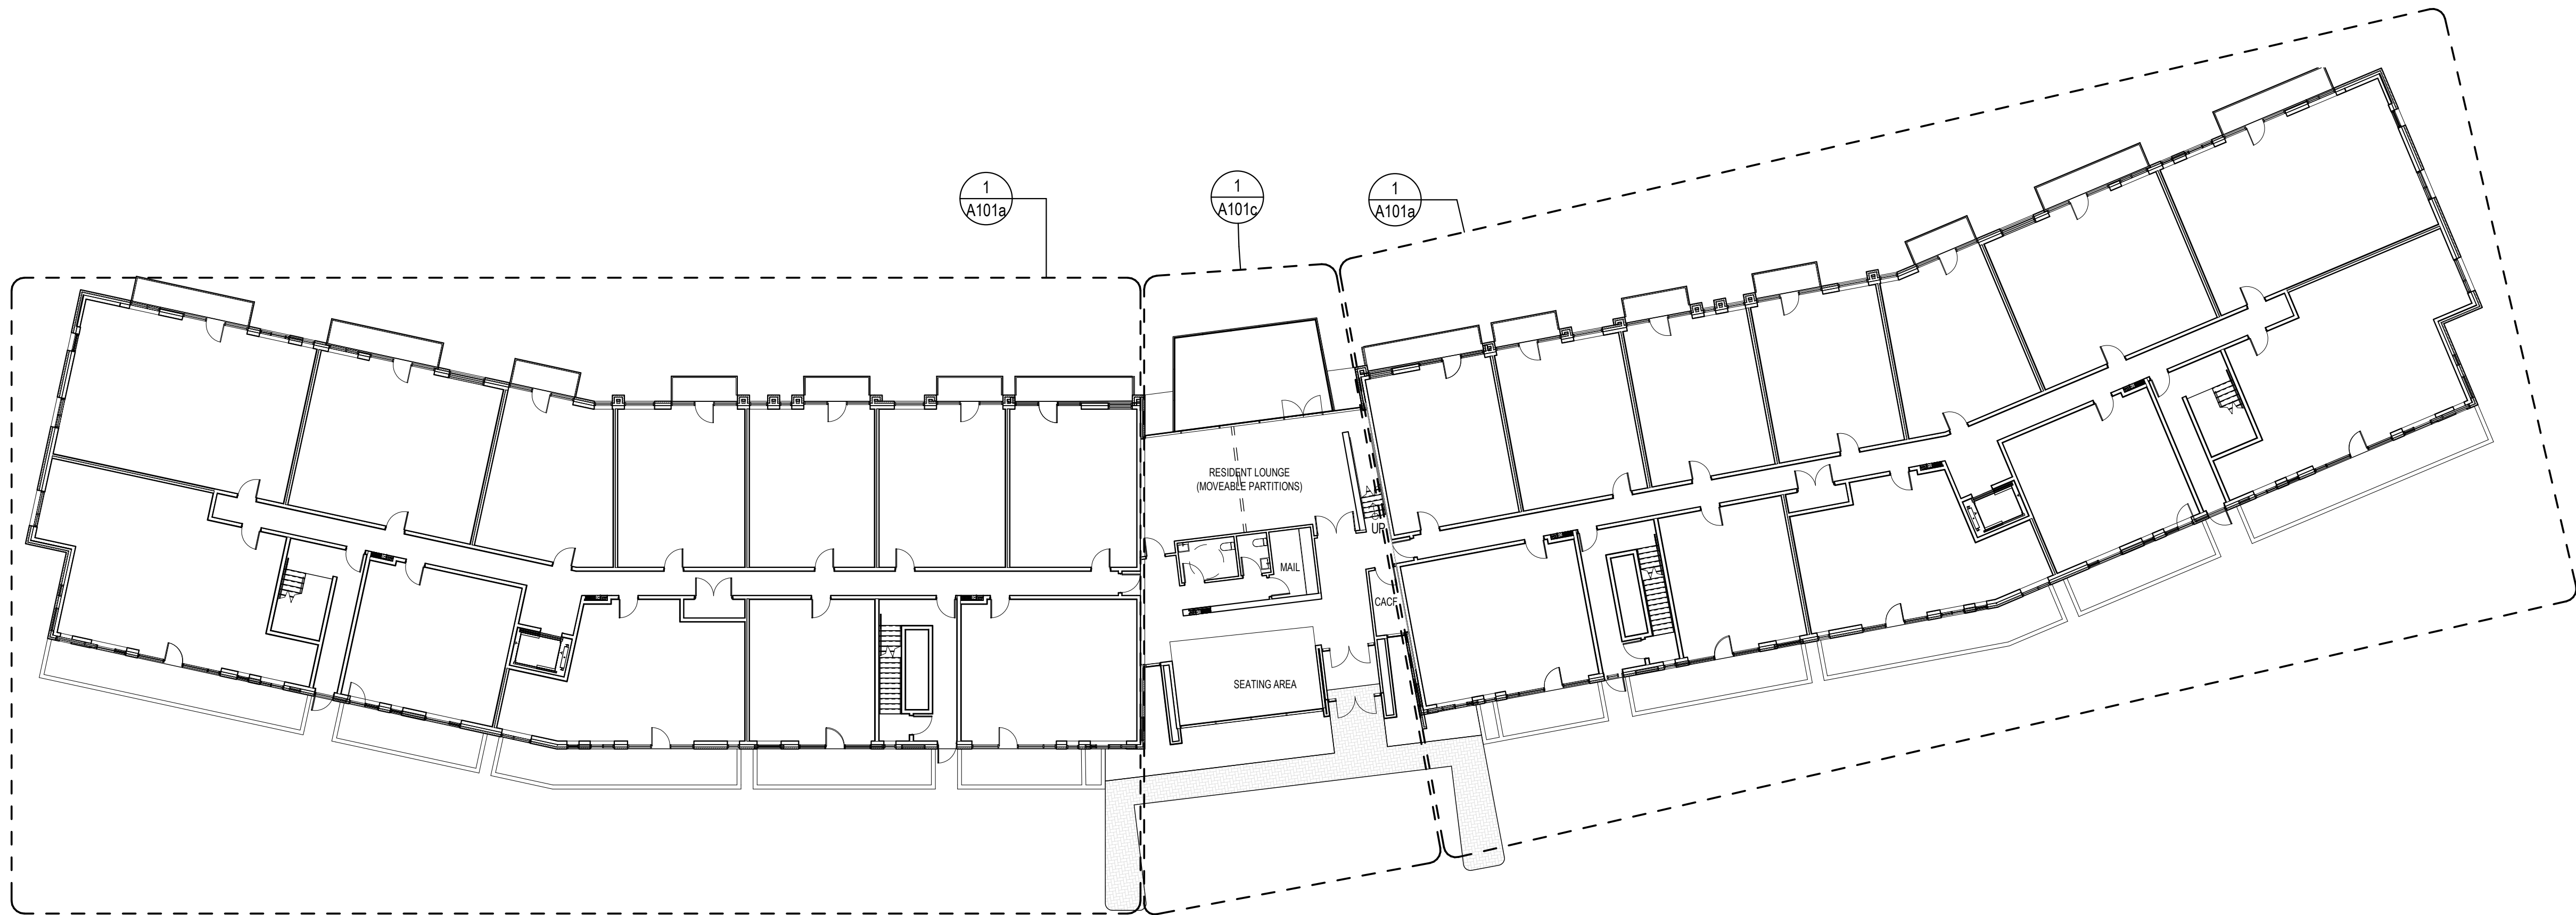 1
A101a
1
A101c
1
A101a
RESIDENT LOUNGE
(MOVEABLE PARTITIONS)
UP
MAIL
CACF
SEATING AREA